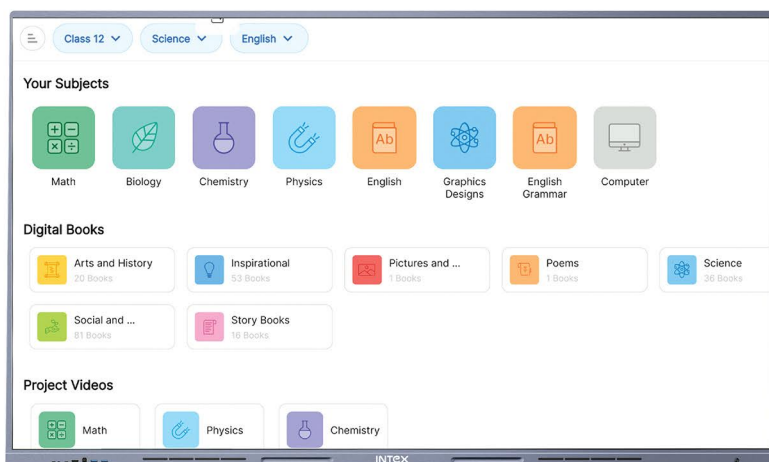 Class 12
Science
English
Your Subjects
Ab
Ab
Math
Biology
Chemistry
Physics
English
Graphics
Designs
English
Grammar
Computer
Digital Books
Arts and History
20 Books
Inspirational
53 Books
Pictures and ...
1 Books
Poems
1 Books
Science
36 Books
Social and ...
81 Books
Story Books
16 Books
Project Videos
Math
Physics
Chemistry
INTEX